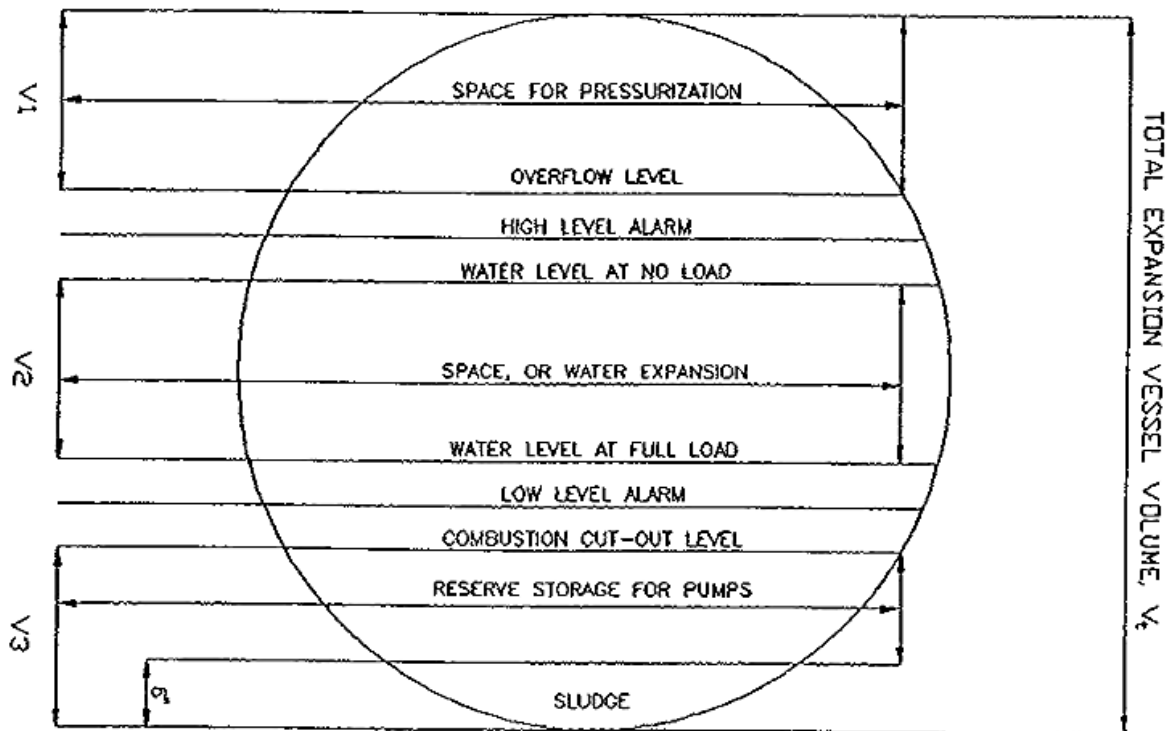 V1
SPACE FOR PRESSURIZATION
OVERFLOW LEVEL
HIGH LEVEL ALARM
WATER LEVEL AT NO LOAD
V2
SPACE, OR WATER EXPANSION
WATER LEVEL AT FULL LOAD
LOW LEVEL ALARM
COMBUSTION CUT-OUT LEVEL
V3
RESERVE STORAGE FOR PUMPS
SLUDGE
TOTAL EXPANSION VESSEL VOLUME, Vt